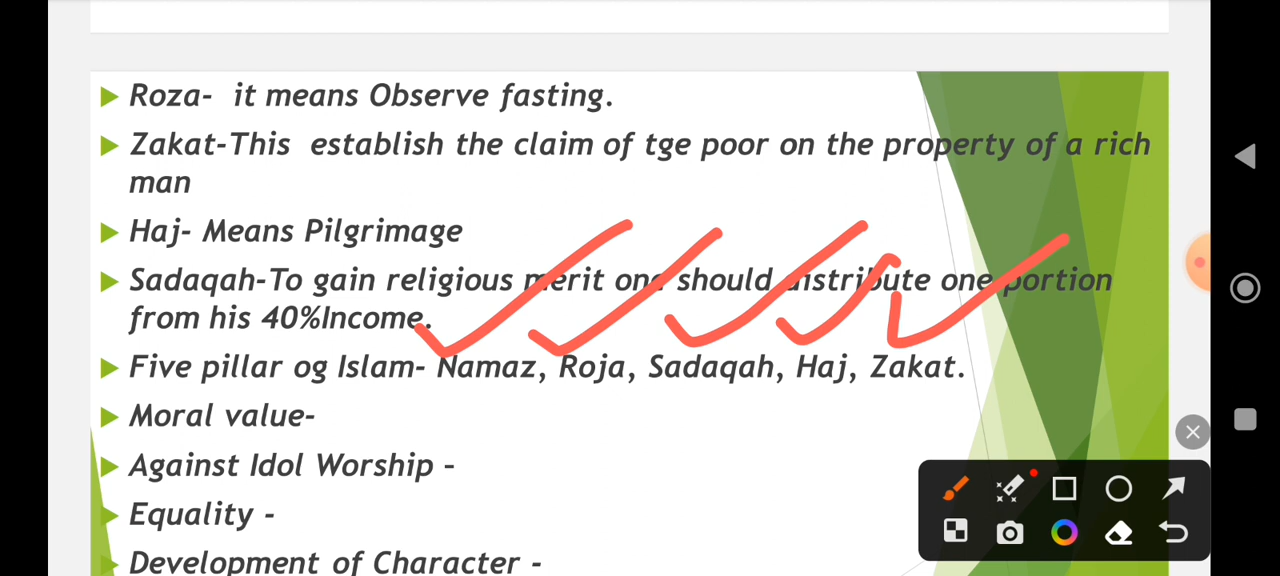 Roza-  it means Observe fasting.
Zakat-This  establish the claim of tge poor on the property of a rich
man
Haj- Means Pilgrimage
Sadaqah-To gain religious merit one should distribute one portion
from his 40%Income.
Five pillar og Islam- Namaz, Roja, Sadaqah, Haj, Zakat.
Moral value-
Against Idol Worship –
Equality -
Development of Character -